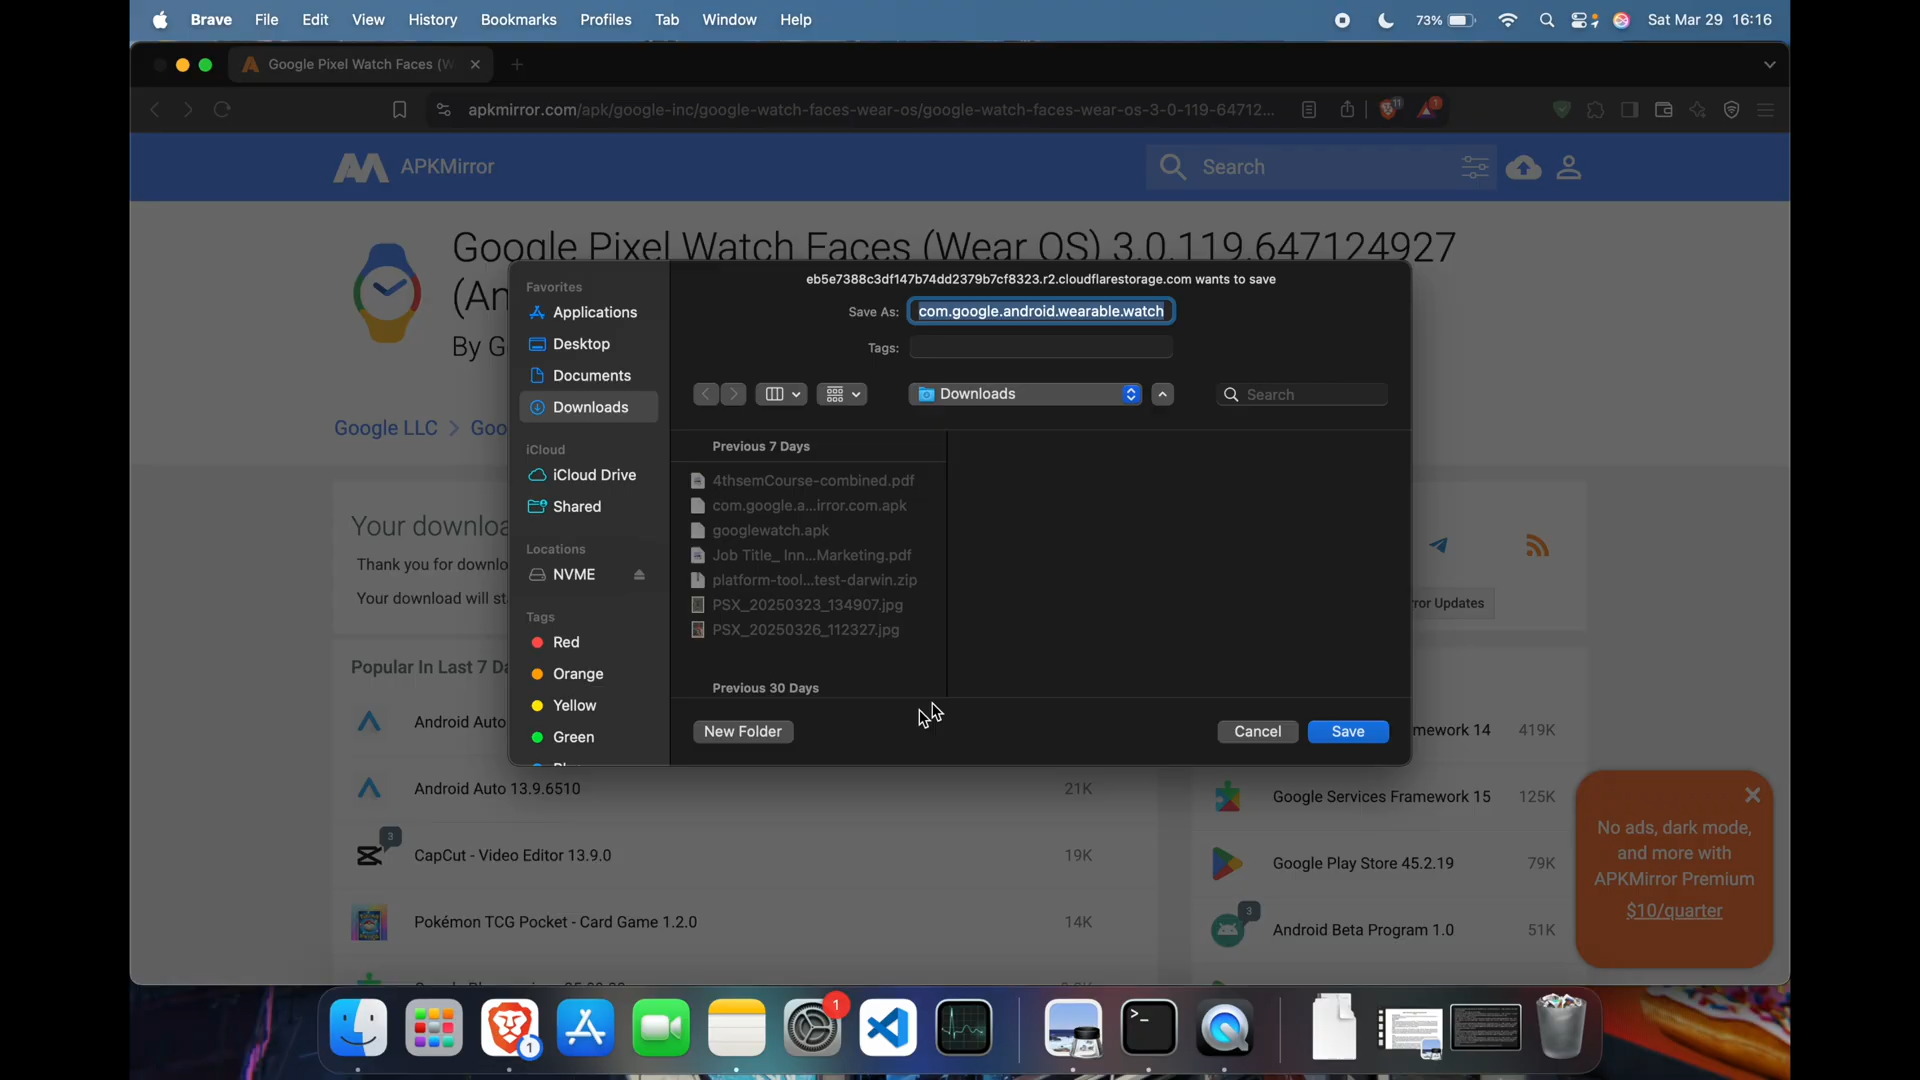 Brave File Edit View History Bookmarks Profiles Tab Window Help
73% Sat Mar 29 16:16
Google Pixel Watch Faces (W
apkmirror.com/apk/google-inc/google-watch-faces-wear-os/google-watch-faces-wear-os-3-0-119-64712...
11
1
APKMirror
Search
Google Pixel Watch Faces (Wear OS) 3.0.119.647124927
(An
By G
Google LLC > Goo
Your downloa
Thank you for downlo
Your download will st
ror Updates
Popular In Last 7 Da
Android Auto
mework 14 419K
Android Auto 13.9.6510 21K
Google Services Framework 15 125K
3
CapCut - Video Editor 13.9.0 19K
Google Play Store 45.2.19 79K
Pokémon TCG Pocket - Card Game 1.2.0 14K
3
Android Beta Program 1.0 51K
No ads, dark mode,
and more with
APKMirror Premium
$10/quarter
Favorites
Applications
Desktop
Documents
Downloads
iCloud
iCloud Drive
Shared
Locations
NVME
Tags
Red
Orange
Yellow
Green
eb5e7388c3df147b74dd2379b7cf8323.r2.cloudflarestorage.com wants to save
Save As: com.google.android.wearable.watch
Tags:
Downloads
Search
Previous 7 Days
4thsemCourse-combined.pdf
com.google.a...irror.com.apk
googlewatch.apk
Job Title_ Inn...Marketing.pdf
platform-tool...test-darwin.zip
PSX_20250323_134907.jpg
PSX_20250326_112327.jpg
Previous 30 Days
New Folder
Cancel
Save
1
1